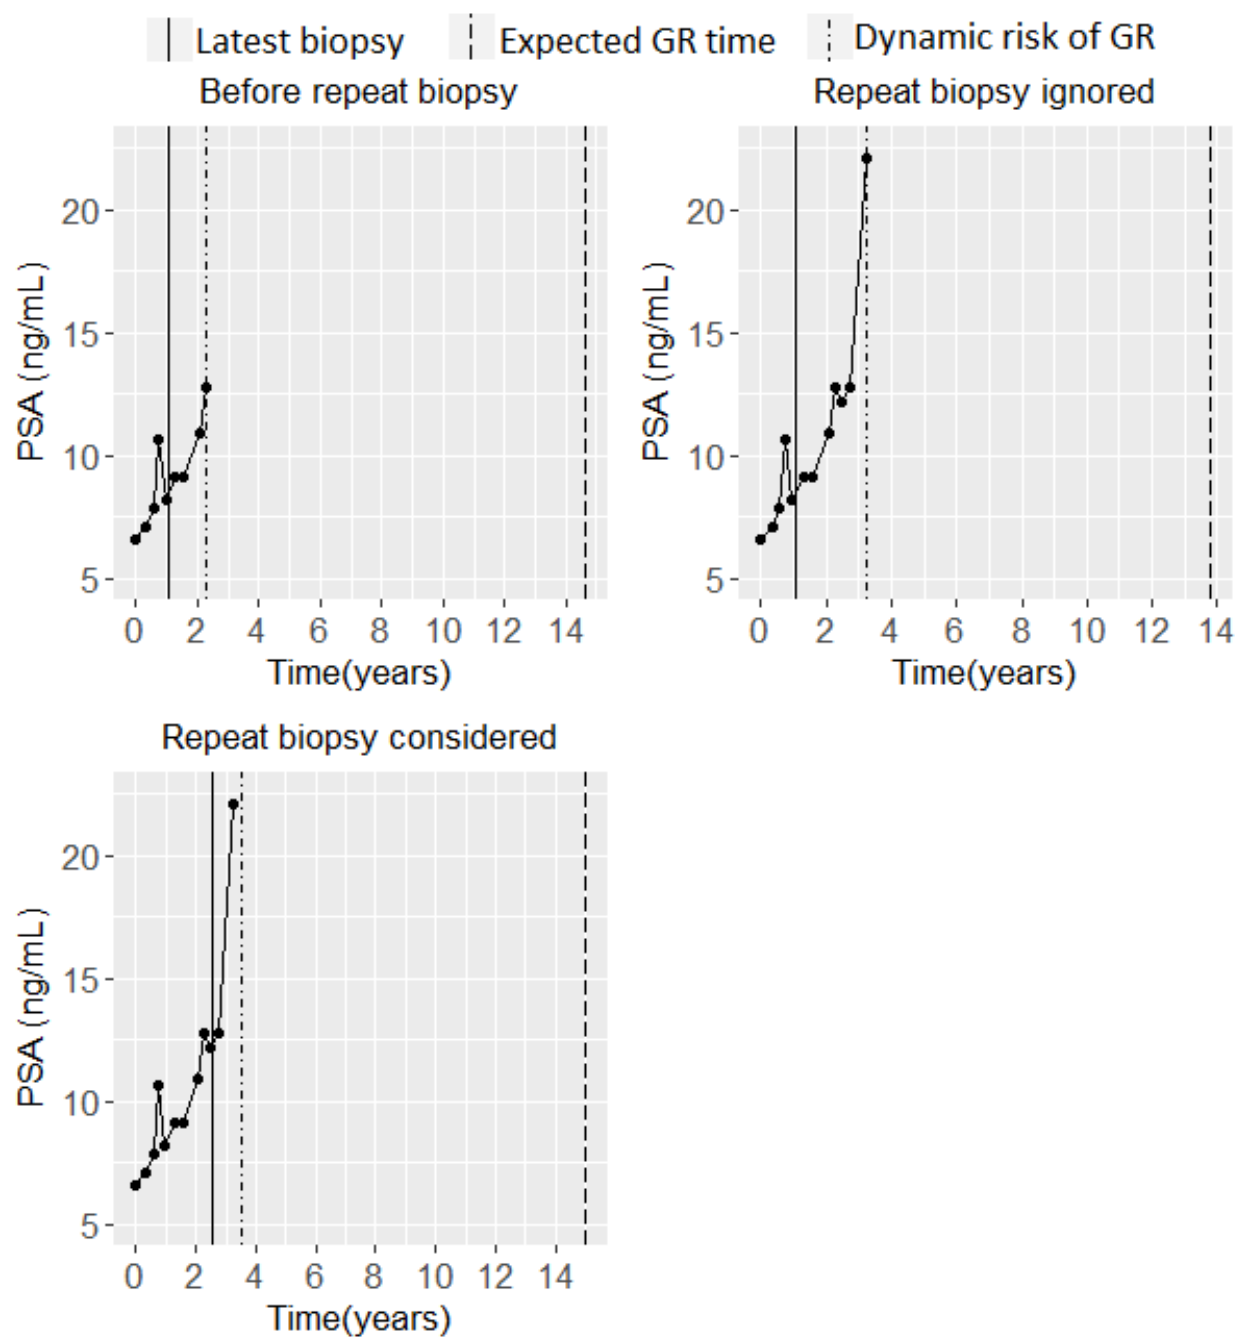 Latest biopsy Expected GR time Dynamic risk of GR
Before repeat biopsy
PSA (ng/mL)
20
15
10
5
0 2 4 6 8 10 12 14
Time(years)
Repeat biopsy ignored
PSA (ng/mL)
20
15
10
5
0 2 4 6 8 10 12 14
Time(years)
Repeat biopsy considered
PSA (ng/mL)
20
15
10
5
0 2 4 6 8 10 12 14
Time(years)